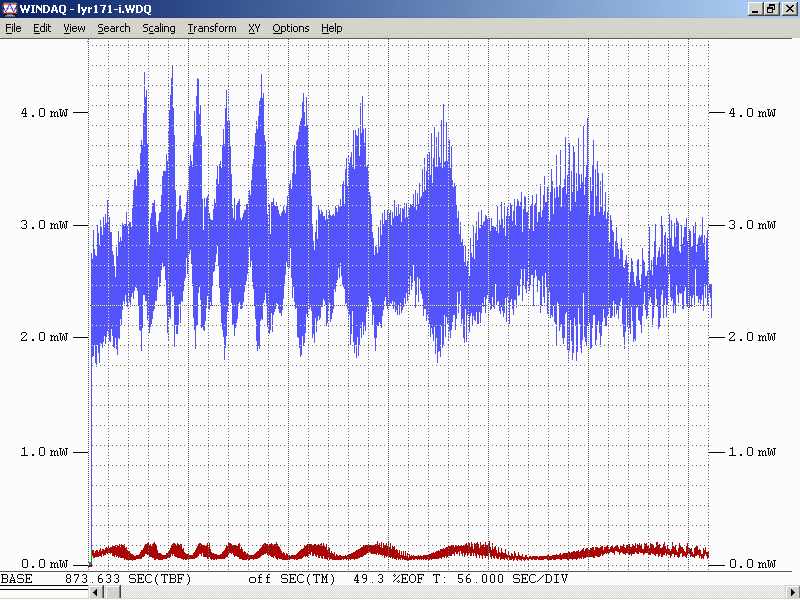 WINDAQ - lyr171-i.WDQ
File Edit View Search Scaling Transform XY Options Help
4.0 mW 4.0 mW
3.0 mW 3.0 mW
2.0 mW 2.0 mW
1.0 mW 1.0 mW
0.0 mW 0.0 mW
BASE 873.633 SEC(TBF) off SEC(TM) 49.3 %EOF T: 56.000 SEC/DIV